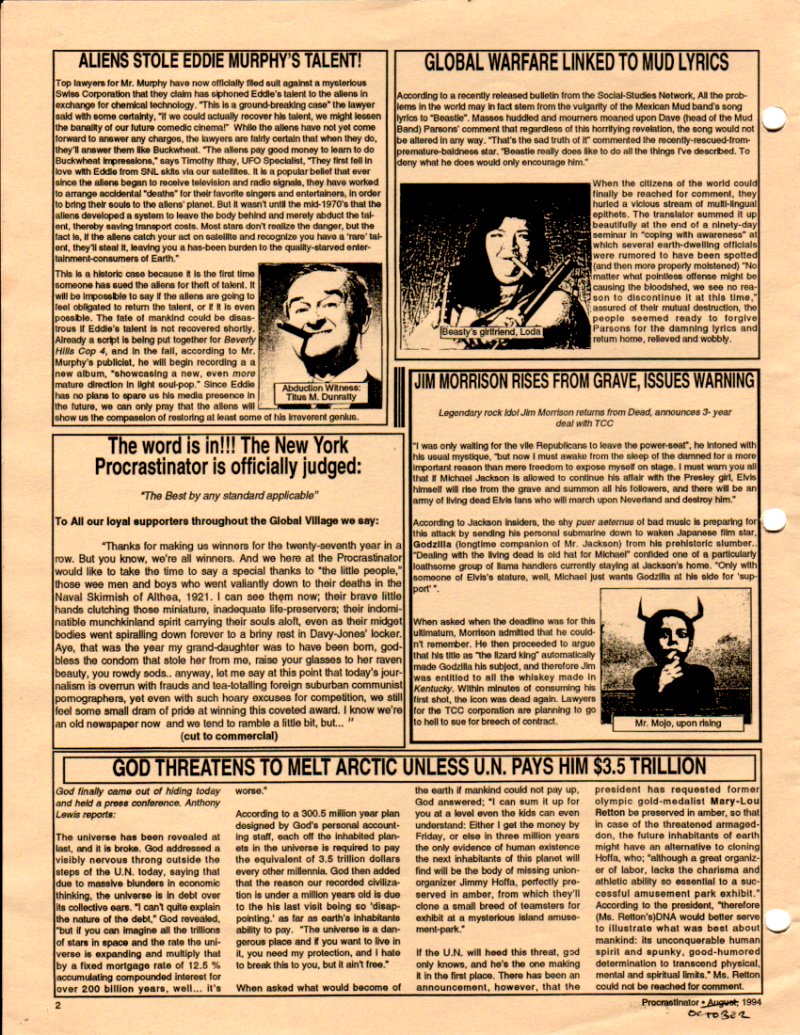 ALIENS STOLE EDDIE MURPHY'S TALENT!
Top lawyers for Mr. Murphy have now officially filed suit against a mysterious
Swiss Corporation that they claim has siphoned Eddie's talent to the aliens in
exchange for chemical technology. "This is a ground-breaking case" the lawyer
said with some certainty, "if we could actually recover his talent, we might lessen
the banality of our future comedic cinema!" While the aliens have not yet come
forward to answer any charges, the lawyers are fairly certain that when they do,
they'll answer them like Buckwheat. "The aliens pay good money to learn to do
Buckwheat impressions," says Timothy Ithay, UFO Specialist, "They first fell in
love with Eddie from SNL skits via our satellites. It is a popular belief that ever
since the aliens began to receive television and radio signals, they have worked
to arrange accidental "deaths" for their favorite singers and entertainers, in order
to bring their souls to the aliens' planet. But it wasn't until the mid-1970's that the
aliens developed a system to leave the body behind and merely abduct the tal-
ent, thereby saving transport costs. Most stars don't realize the danger, but the
fact is, if the aliens catch your act on satellite and recognize you have a 'rare' tal-
ent, they'll steal it, leaving you a has-been burden to the quality-starved enter-
tainment-consumers of Earth."
This is a historic case because it is the first time
someone has sued the aliens for theft of talent. It
will be impossible to say if the aliens are going to
feel obligated to return the talent, or if it is even
possible. The fate of mankind could be disas-
trous if Eddie's talent is not recovered shortly.
Already a script is being put together for Beverly
Hills Cop 4, and in the fall, according to Mr.
Murphy's publicist, he will begin recording a a
new album, "showcasing a new, even more
mature direction in light soul-pop." Since Eddie
has no plans to spare us his media presence in
the future, we can only pray that the aliens will
show us the compassion of restoring at least some of his irreverent genius.
Abduction Witness:
Titus M. Dunratty
The word is in!!! The New York
Procrastinator is officially judged:
"The Best by any standard applicable"
To All our loyal supporters throughout the Global Village we say:
"Thanks for making us winners for the twenty-seventh year in a
row. But you know, we're all winners. And we here at the Procrastinator
would like to take the time to say a special thanks to "the little people,"
those wee men and boys who went valiantly down to their deaths in the
Naval Skirmish of Althea, 1921. I can see them now; their brave little
hands clutching those miniature, inadequate life-preservers; their indomi-
natible munchkinland spirit carrying their souls aloft, even as their midget
bodies went spiralling down forever to a briny rest in Davy-Jones' locker.
Aye, that was the year my grand-daughter was to have been born, god-
bless the condom that stole her from me, raise your glasses to her raven
beauty, you rowdy sods.. anyway, let me say at this point that today's jour-
nalism is overrun with frauds and tea-totalling foreign suburban communist
pornographers, yet even with such hoary excuses for competition, we still
feel some small dram of pride at winning this coveted award. I know we're
an old newspaper now and we tend to ramble a little bit, but... "
(cut to commercial)
GLOBAL WARFARE LINKED TO MUD LYRICS
According to a recently released bulletin from the Social-Studies Network, All the prob-
lems in the world may in fact stem from the vulgarity of the Mexican Mud band's song
lyrics to "Beastie". Masses huddled and mourners moaned upon Dave (head of the Mud
Band) Parsons' comment that regardless of this horrifying revelation, the song would not
be altered in any way. "That's the sad truth of it" commented the recently-rescued-from-
premature-baldness star. "Beastie really does like to do all the things I've described. To
deny what he does would only encourage him."
When the citizens of the world could
finally be reached for comment, they
hurled a vicious stream of multi-lingual
epithets. The translator summed it up
beautifully at the end of a ninety-day
seminar in "coping with awareness" at
which several earth-dwelling officials
were rumored to have been spotted
(and then more properly moistened) "No
matter what pointless offense might be
causing the bloodshed, we see no rea-
son to discontinue it at this time,"
assured of their mutual destruction, the
people seemed ready to forgive
Parsons for the damning lyrics and
return home, relieved and wobbly.
Beasty's girlfriend, Loda
JIM MORRISON RISES FROM GRAVE, ISSUES WARNING
Legendary rock idol Jim Morrison returns from Dead, announces 3- year
deal with TCC
"I was only waiting for the vile Republicans to leave the power-seat", he intoned with
his usual mystique, "but now I must awake from the sleep of the damned for a more
important reason than mere freedom to expose myself on stage. I must warn you all
that if Michael Jackson is allowed to continue his affair with the Presley girl, Elvis
himself will rise from the grave and summon all his followers, and there will be an
army of living dead Elvis fans who will march upon Neverland and destroy him."
According to Jackson insiders, the shy puer aeternus of bad music is preparing for
this attack by sending his personal submarine down to waken Japanese film star,
Godzilla (longtime companion of Mr. Jackson) from his prehistoric slumber..
"Dealing with the living dead is old hat for Michael" confided one of a particularly
loathsome group of llama handlers currently staying at Jackson's home. "Only with
someone of Elvis's stature, well, Michael just wants Godzilla at his side for 'sup-
port' ".
When asked when the deadline was for this
ultimatum, Morrison admitted that he could-
n't remember. He then proceeded to argue
that his title as "the lizard king" automatically
made Godzilla his subject, and therefore Jim
was entitled to all the whiskey made in
Kentucky. Within minutes of consuming his
first shot, the icon was dead again. Lawyers
for the TCC corporation are planning to go
to hell to sue for breech of contract.
Mr. Mojo, upon rising
GOD THREATENS TO MELT ARCTIC UNLESS U.N. PAYS HIM $3.5 TRILLION
God finally came out of hiding today
and held a press conference. Anthony
Lewis reports:
The universe has been revealed at
last, and it is broke. God addressed a
visibly nervous throng outside the
steps of the U.N. today, saying that
due to massive blunders in economic
thinking, the universe is in debt over
its collective ears. "I can't quite explain
the nature of the debt," God revealed,
"but if you can imagine all the trillions
of stars in space and the rate the uni-
verse is expanding and multiply that
by a fixed mortgage rate of 12.5 %
accumulating compounded interest for
over 200 billion years, well... it's
worse."
According to a 300.5 million year plan
designed by God's personal account-
ing staff, each off the inhabited plan-
ets in the universe is required to pay
the equivalent of 3.5 trillion dollars
every other millennia. God then added
that the reason our recorded civiliza-
tion is under a million years old is due
to the his last visit being so 'disap-
pointing.' as far as earth's inhabitants
ability to pay. "The universe is a dan-
gerous place and if you want to live in
it, you need my protection, and I hate
to break this to you, but it ain't free."
When asked what would become of
the earth if mankind could not pay up,
God answered; "I can sum it up for
you at a level even the kids can even
understand: Either I get the money by
Friday, or else in three million years
the only evidence of human existence
the next inhabitants of this planet will
find will be the body of missing union-
organizer Jimmy Hoffa, perfectly pre-
served in amber, from which they'll
clone a small breed of teamsters for
exhibit at a mysterious island amuse-
ment-park."
If the U.N. will heed this threat, god
only knows, and he's the one making
it in the first place. There has been an
announcement, however, that the
president has requested former
olympic gold-medalist Mary-Lou
Retton be preserved in amber, so that
in case of the threatened armaged-
don, the future inhabitants of earth
might have an alternative to cloning
Hoffa, who; "although a great organiz-
er of labor, lacks the charisma and
athletic ability so essential to a suc-
cessful amusement park exhibit."
According to the president, "therefore
(Ms. Retton's)DNA would better serve
to illustrate what was best about
mankind: its unconquerable human
spirit and spunky, good-humored
determination to transcend physical,
mental and spiritual limits." Ms. Retton
could not be reached for comment.
2
Procrastinator • August, 1994
OCTOBER